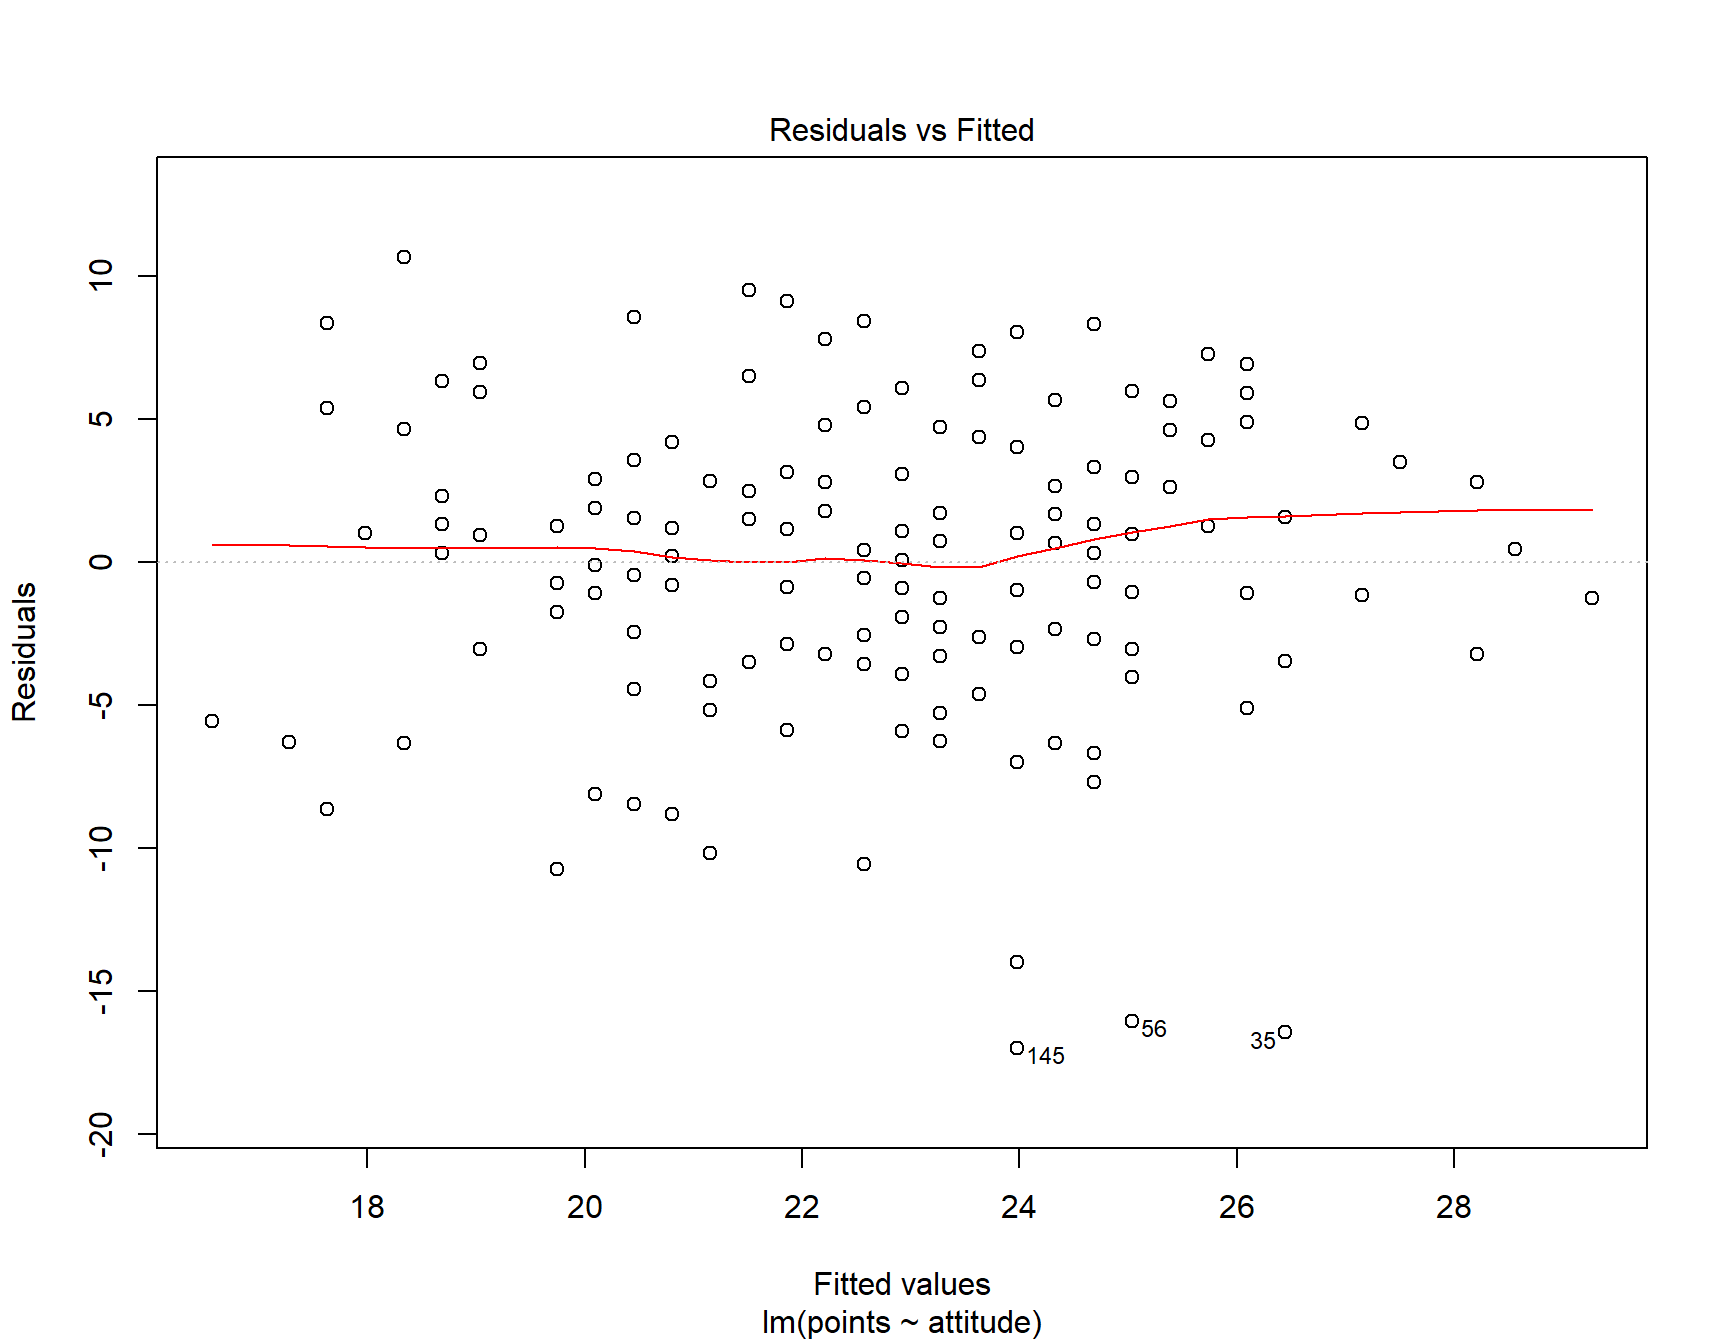 Residuals vs Fitted
Residuals
10
5
0
-5
-10
-15
-20
56
35
145
18 20 22 24 26 28
Fitted values
lm(points ~ attitude)